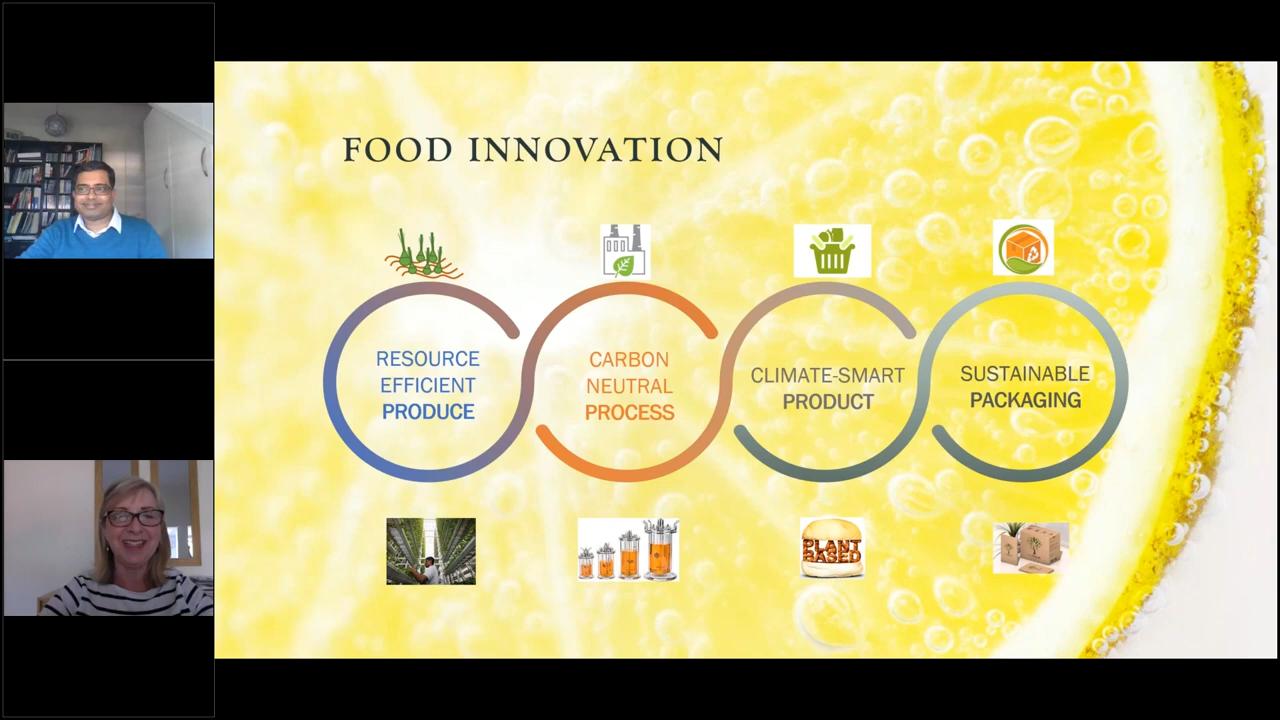 FOOD INNOVATION
RESOURCE
EFFICIENT
PRODUCE
CARBON
NEUTRAL
PROCESS
CLIMATE-SMART
PRODUCT
SUSTAINABLE
PACKAGING
PLANT
BASED